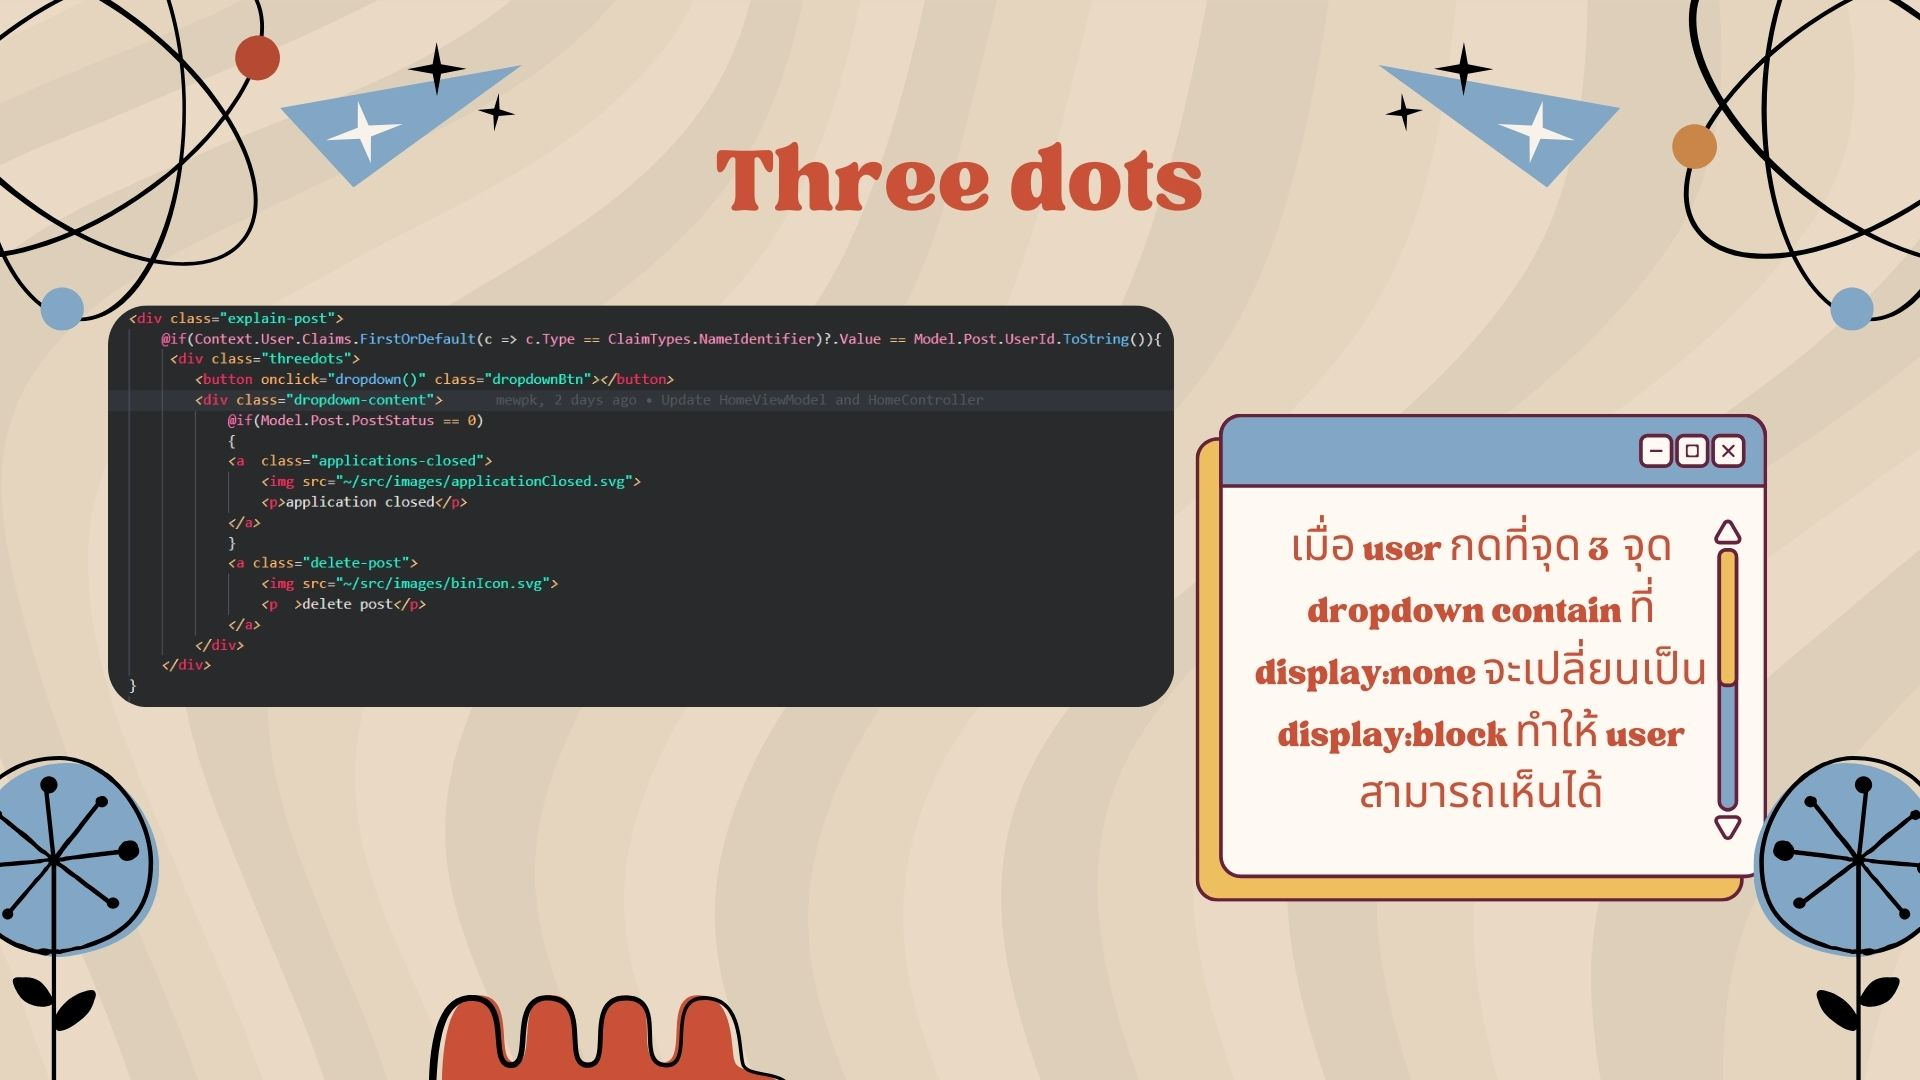 Three dots
<div class="explain-post">
@if(Context.User.Claims.FirstOrDefault(c => c.Type == ClaimTypes.NameIdentifier)?.Value == Model.Post.UserId.ToString()){
<div class="threedots">
<button onclick="dropdown()" class="dropdownBtn"></button>
<div class="dropdown-content"> mewpk, 2 days ago • Update HomeViewModel and HomeController
@if(Model.Post.PostStatus == 0)
{
<a  class="applications-closed">
<img src="~/src/images/applicationClosed.svg">
<p>application closed</p>
</a>
}
<a class="delete-post">
<img src="~/src/images/binIcon.svg">
<p  >delete post</p>
</a>
</div>
</div>
}
เมื่อ user กดที่จุด 3 จุด
dropdown contain ที่
display:none จะเปลี่ยนเป็น
display:block ทำให้ user
สามารถเห็นได้